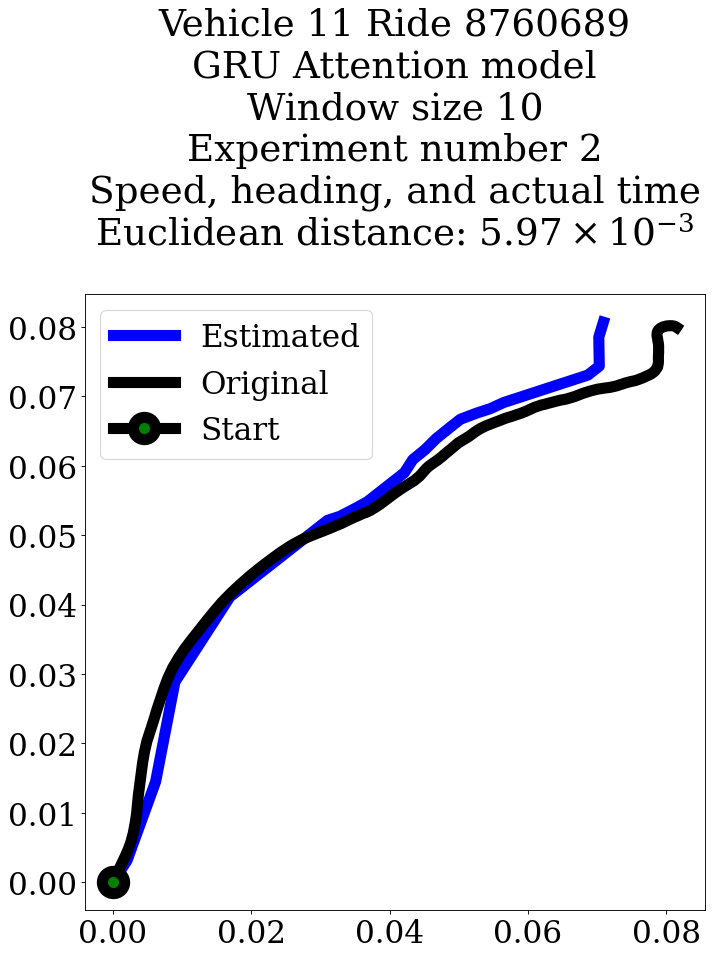 Vehicle 11 Ride 8760689
GRU Attention model
Window size 10
Experiment number 2
Speed, heading, and actual time
Euclidean distance: 5.97 × 10⁻³
Estimated
Original
Start
0.08
0.07
0.06
0.05
0.04
0.03
0.02
0.01
0.00
0.00 0.02 0.04 0.06 0.08